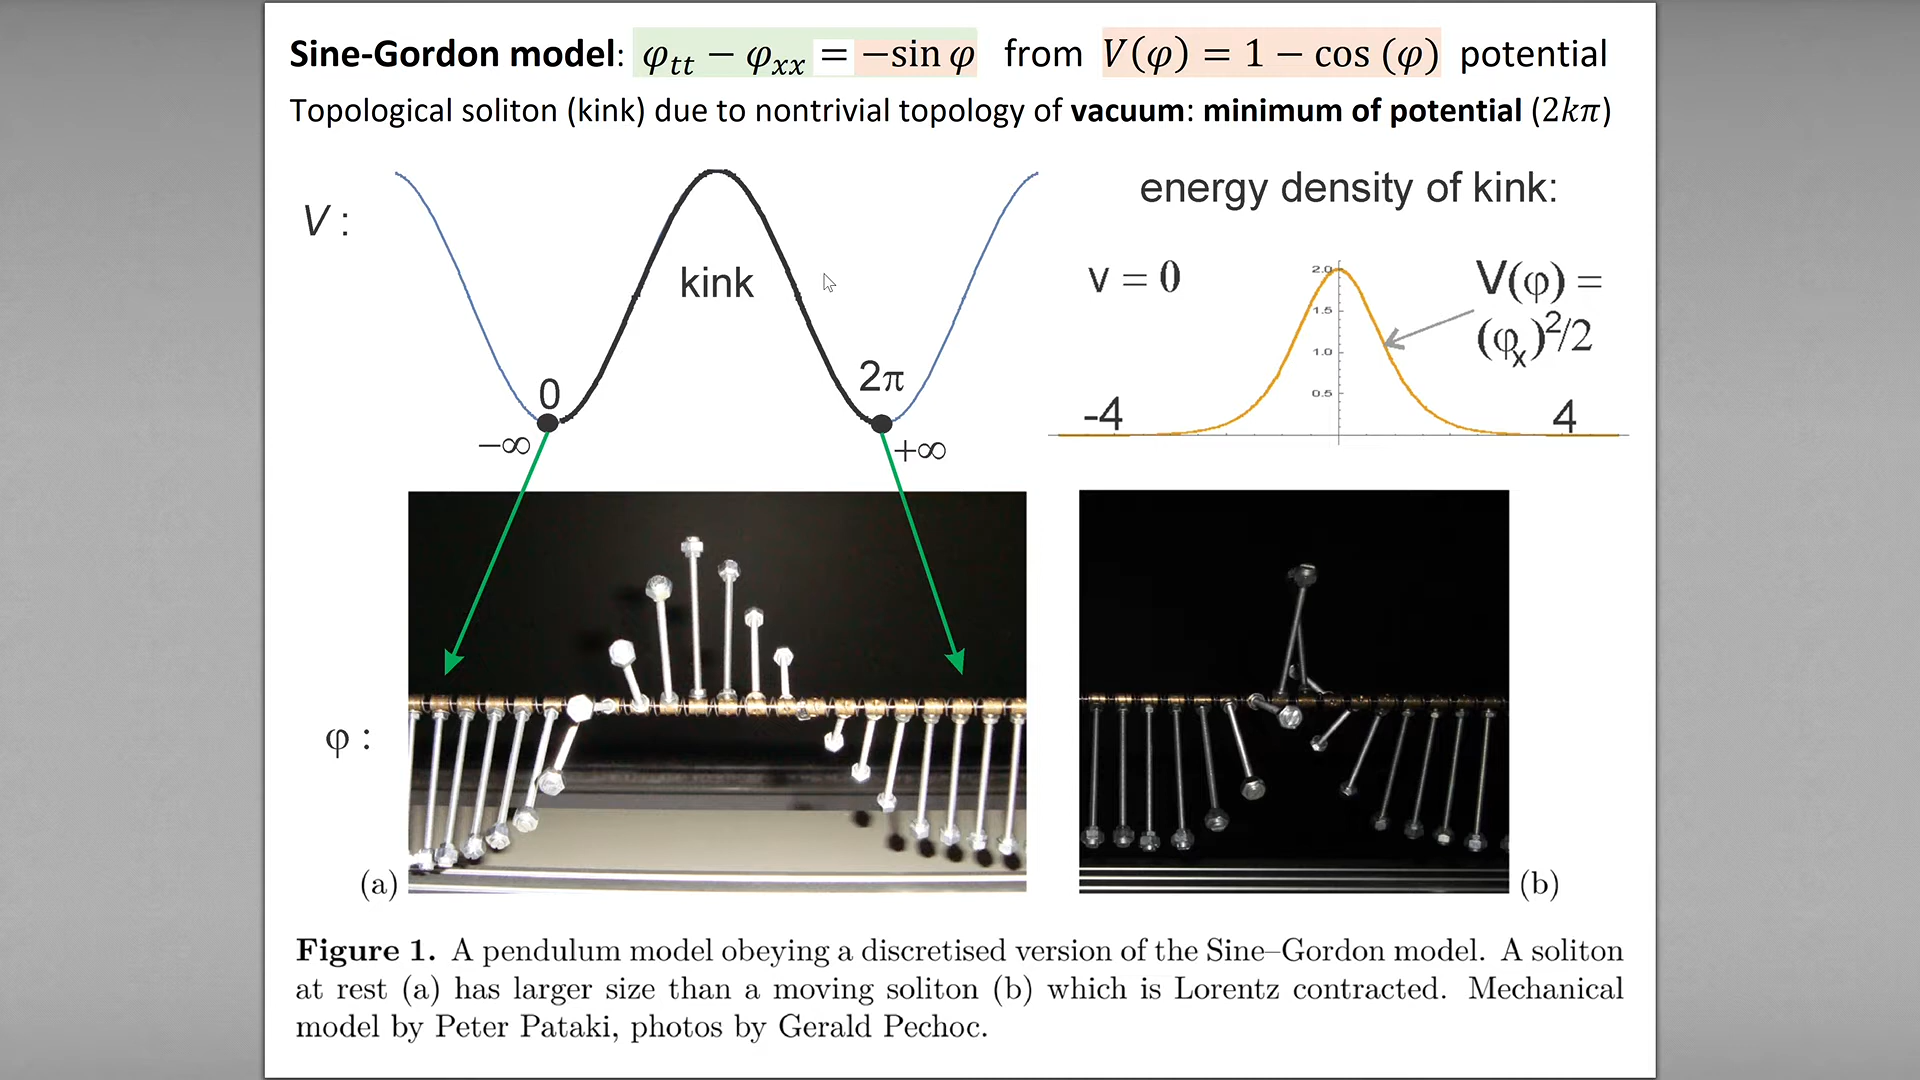 Sine-Gordon model: φ_tt − φ_xx = −sin φ from V(φ) = 1 − cos (φ) potential
Topological soliton (kink) due to nontrivial topology of vacuum: minimum of potential (2kπ)
V :
kink
0
2π
−∞
+∞
energy density of kink:
v = 0
2.0
1.5
1.0
0.5
-4
4
V(φ) =
(φ_x)²/2
φ :
(a)
(b)
Figure 1. A pendulum model obeying a discretised version of the Sine–Gordon model. A soliton
at rest (a) has larger size than a moving soliton (b) which is Lorentz contracted. Mechanical
model by Peter Pataki, photos by Gerald Pechoc.